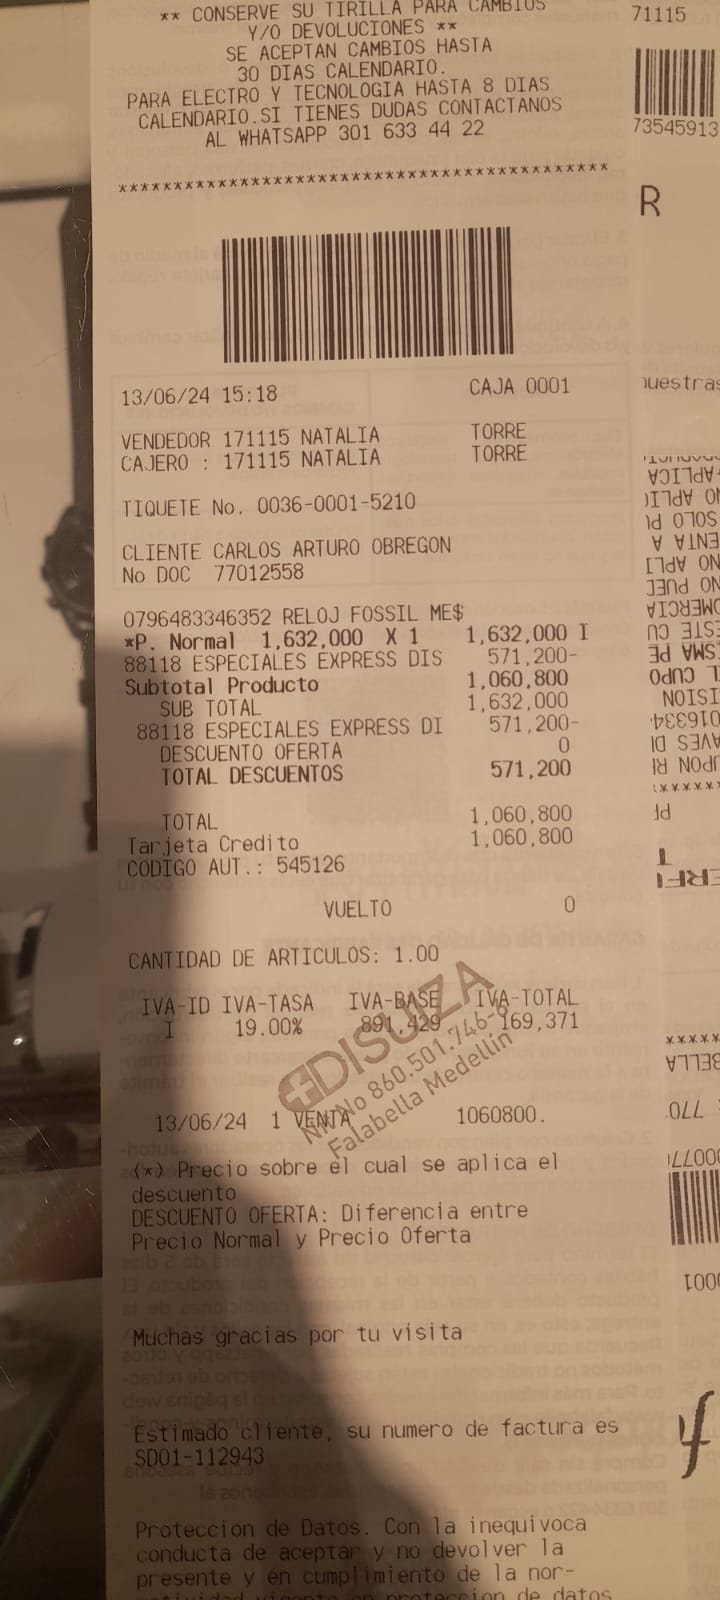 ** CONSERVE SU TIRILLA PARA CAMBIOS
Y/O DEVOLUCIONES **
SE ACEPTAN CAMBIOS HASTA
30 DIAS CALENDARIO.
PARA ELECTRO Y TECNOLOGIA HASTA 8 DIAS
CALENDARIO.SI TIENES DUDAS CONTACTANOS
AL WHATSAPP 301 633 44 22
*******************************************
13/06/24 15:18 CAJA 0001
VENDEDOR 171115 NATALIA TORRE
CAJERO : 171115 NATALIA TORRE
TIQUETE No. 0036-0001-5210
CLIENTE CARLOS ARTURO OBREGON
No DOC 77012558
0796483346352 RELOJ FOSSIL ME$
*P. Normal 1,632,000 X 1 1,632,000 I
88118 ESPECIALES EXPRESS DIS 571,200-
Subtotal Producto 1,060,800
SUB TOTAL 1,632,000
88118 ESPECIALES EXPRESS DI 571,200-
DESCUENTO OFERTA 0
TOTAL DESCUENTOS 571,200
TOTAL 1,060,800
Tarjeta Credito 1,060,800
CODIGO AUT.: 545126
VUELTO 0
CANTIDAD DE ARTICULOS: 1.00
IVA-ID IVA-TASA IVA-BASE IVA-TOTAL
I 19.00% 891,429 169,371
DISUIZA
Nit. No 860.501.746-6
Falabella Medellin
13/06/24 1 VENTA 1060800.
(*) Precio sobre el cual se aplica el
descuento
DESCUENTO OFERTA: Diferencia entre
Precio Normal y Precio Oferta
Muchas gracias por tu visita
Estimado cliente, su numero de factura es
SD01-112943
Proteccion de Datos. Con la inequivoca
conducta de aceptar y no devolver la
presente y en cumplimiento de la nor-
71115
73545913
R